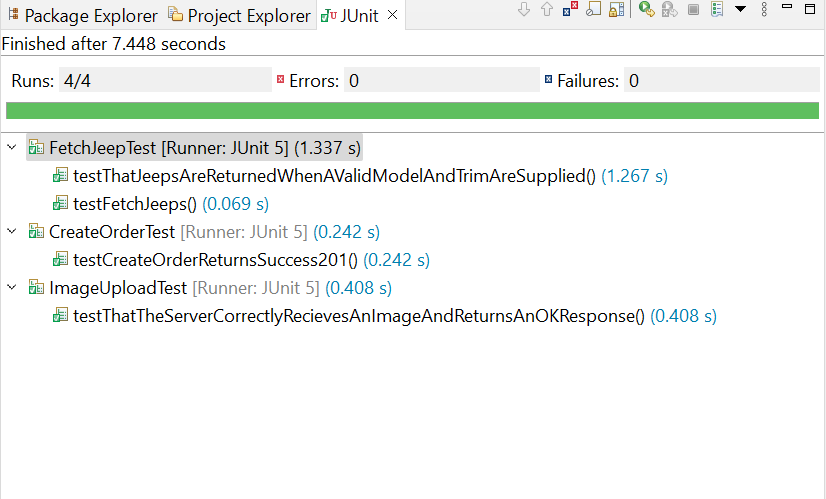 Package Explorer Project Explorer JUnit
Finished after 7.448 seconds
Runs: 4/4 Errors: 0 Failures: 0
FetchJeepTest [Runner: JUnit 5] (1.337 s)
testThatJeepsAreReturnedWhenAValidModelAndTrimAreSupplied() (1.267 s)
testFetchJeeps() (0.069 s)
CreateOrderTest [Runner: JUnit 5] (0.242 s)
testCreateOrderReturnsSuccess201() (0.242 s)
ImageUploadTest [Runner: JUnit 5] (0.408 s)
testThatTheServerCorrectlyRecievesAnImageAndReturnsAnOKResponse() (0.408 s)